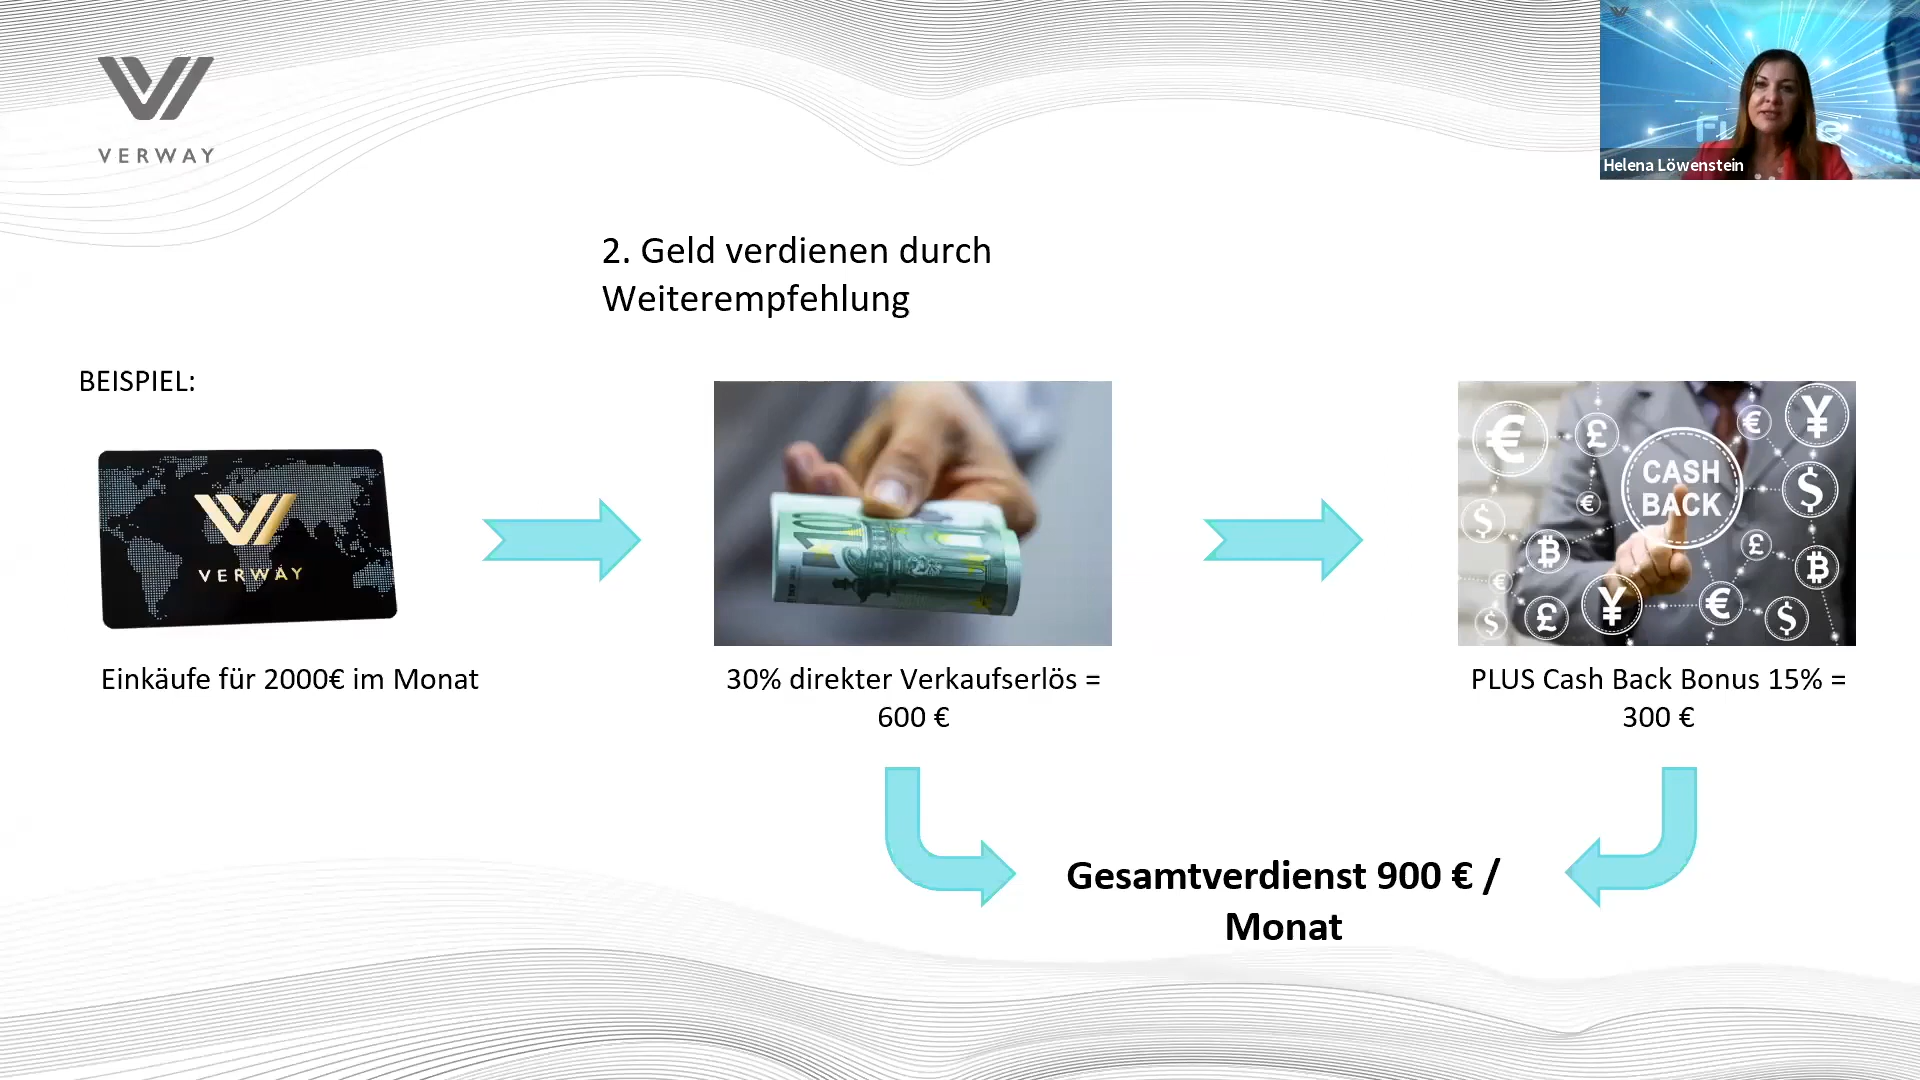 VERWAY
Helena Löwenstein
2. Geld verdienen durch
Weiterempfehlung
BEISPIEL:
VERWAY
100
CASH
BACK
Einkäufe für 2000€ im Monat
30% direkter Verkaufserlös =
600 €
PLUS Cash Back Bonus 15% =
300 €
Gesamtverdienst 900 € /
Monat